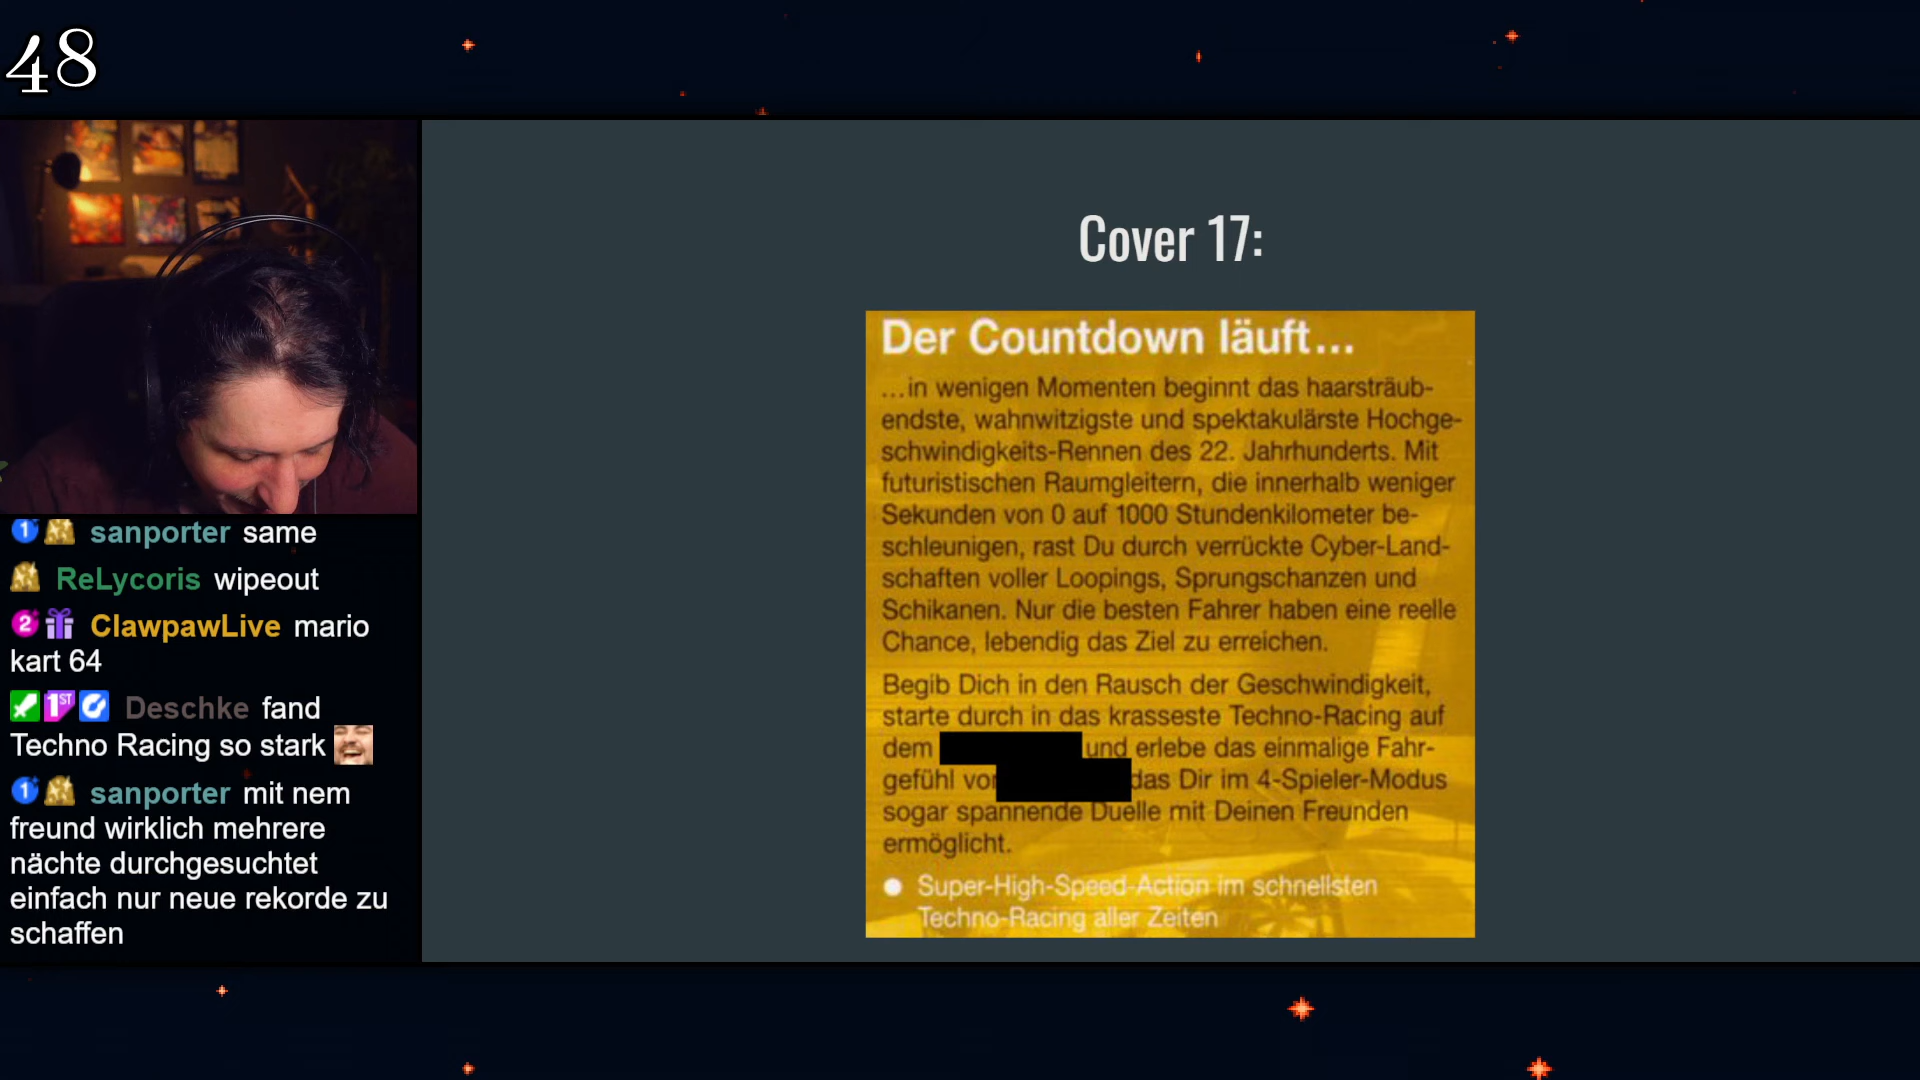 48
sanporter same
ReLycoris wipeout
ClawpawLive mario
kart 64
1ST Deschke fand
Techno Racing so stark
sanporter mit nem
freund wirklich mehrere
nächte durchgesuchtet
einfach nur neue rekorde zu
schaffen
Cover 17:
Der Countdown läuft...
...in wenigen Momenten beginnt das haarsträub-
endste, wahnwitzigste und spektakulärste Hochge-
schwindigkeits-Rennen des 22. Jahrhunderts. Mit
futuristischen Raumgleitern, die innerhalb weniger
Sekunden von 0 auf 1000 Stundenkilometer be-
schleunigen, rast Du durch verrückte Cyber-Land-
schaften voller Loopings, Sprungschanzen und
Schikanen. Nur die besten Fahrer haben eine reelle
Chance, lebendig das Ziel zu erreichen.
Begib Dich in den Rausch der Geschwindigkeit,
starte durch in das krasseste Techno-Racing auf
dem und erlebe das einmalige Fahr-
gefühl von das Dir im 4-Spieler-Modus
sogar spannende Duelle mit Deinen Freunden
ermöglicht.
Super-High-Speed-Action im schnellsten
Techno-Racing aller Zeiten